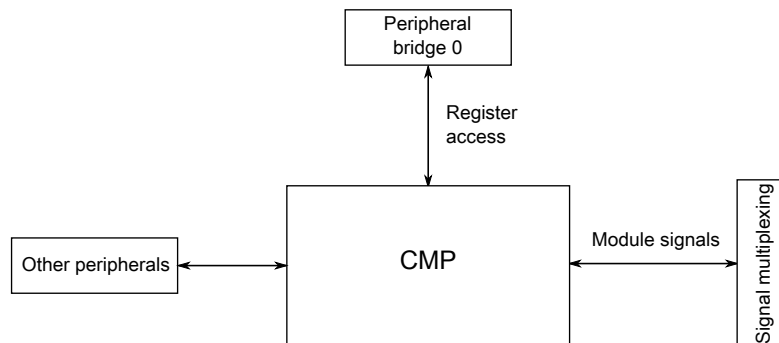 Peripheral
bridge 0
Register
access
Other peripherals
CMP
Module signals
Signal multiplexing